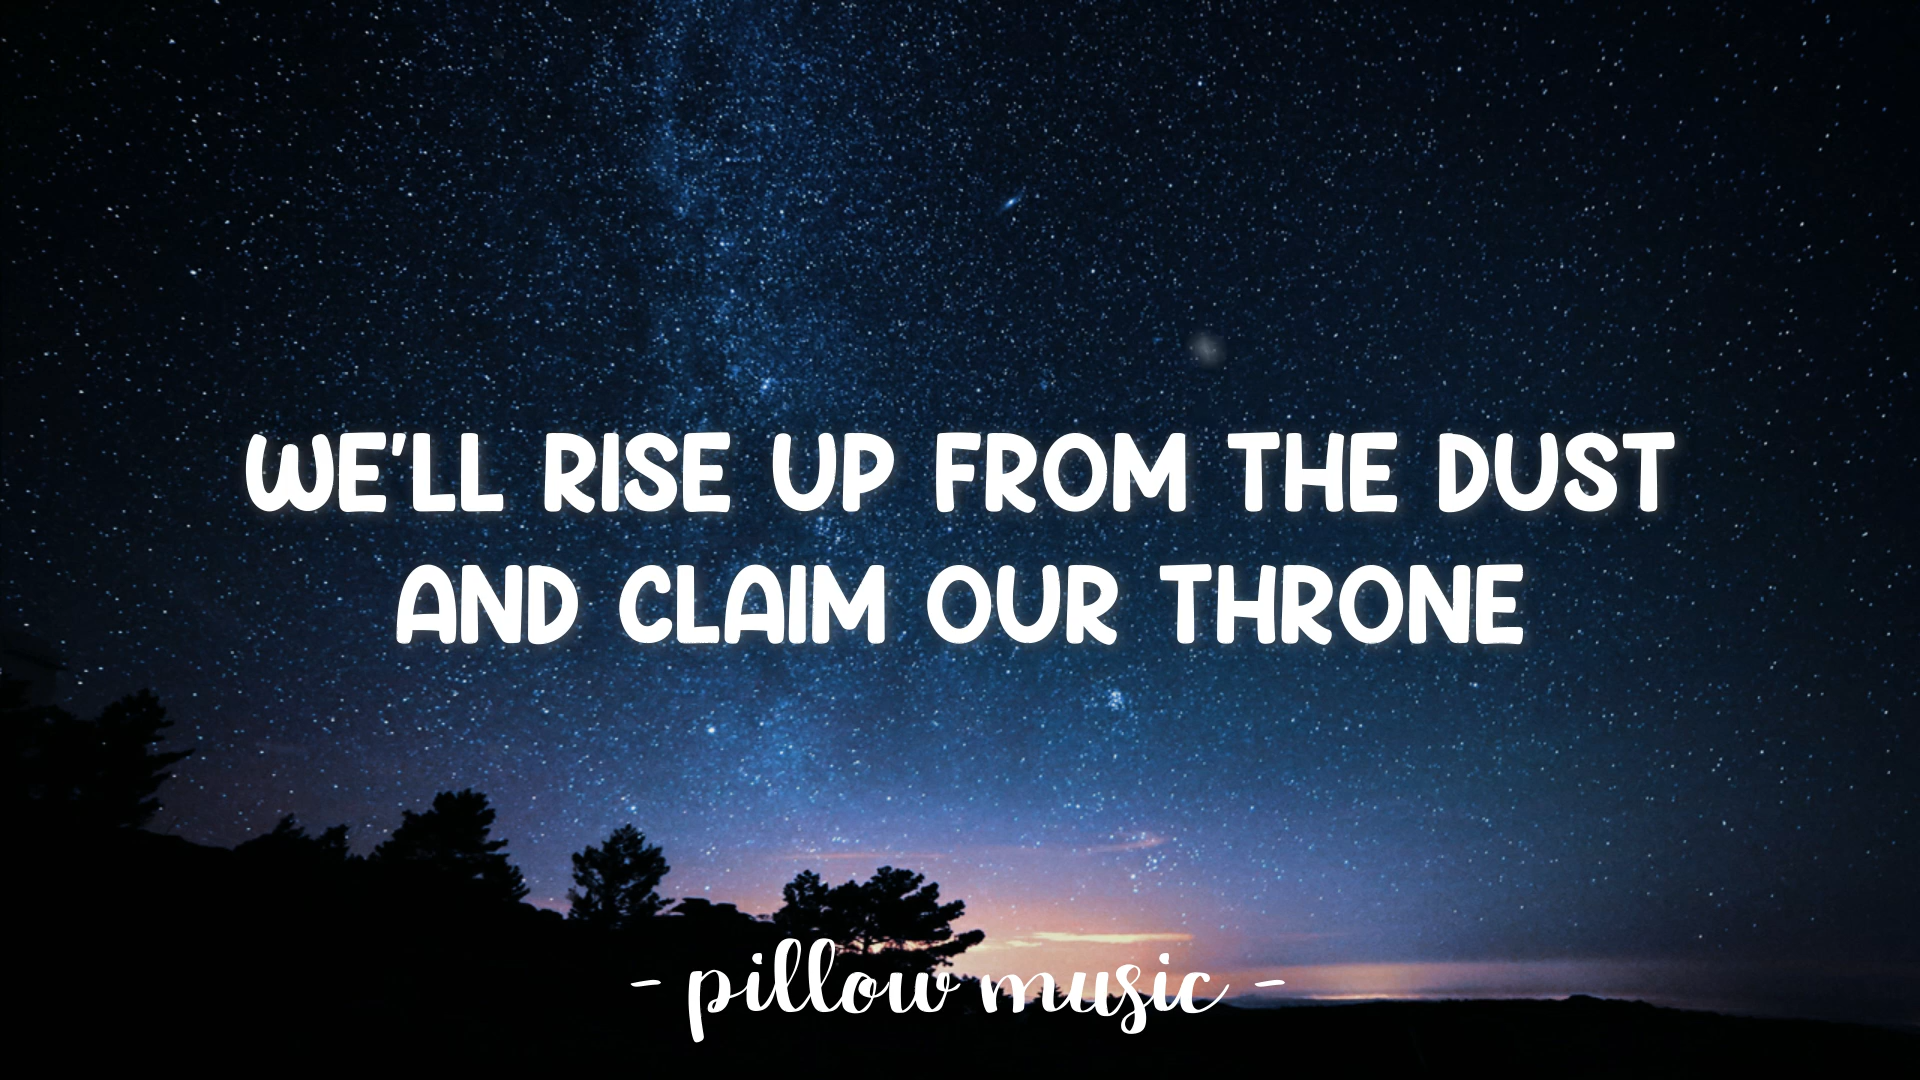 WE'LL RISE UP FROM THE DUST
AND CLAIM OUR THRONE
- pillow music -